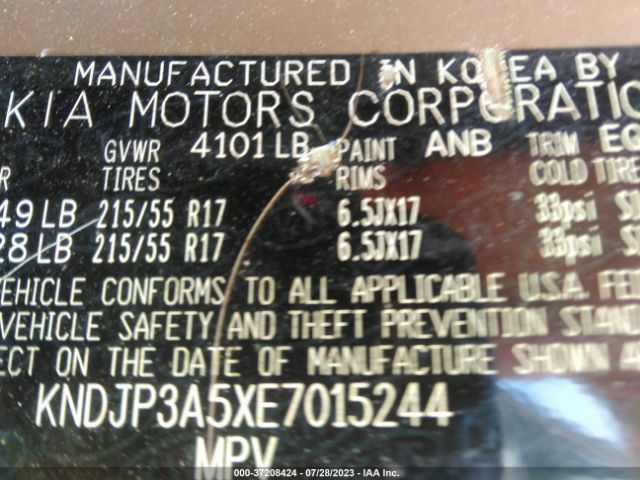 MANUFACTURED IN KOREA BY
KIA MOTORS CORPORATIO
GVWR 4101 LB PAINT ANB TRIM EQ
R TIRES RIMS COLD TIRE
49 LB 215/55 R17 6.5JX17 33psi
28 LB 215/55 R17 6.5JX17 33psi
VEHICLE CONFORMS TO ALL APPLICABLE U.S.A. FE
VEHICLE SAFETY AND THEFT PREVENTION STAN
ECT ON THE DATE OF MANUFACTURE SHOWN A
KNDJP3A5XE7015244
MPV
000-37208424 / 07/28/2023 - IAA Inc.